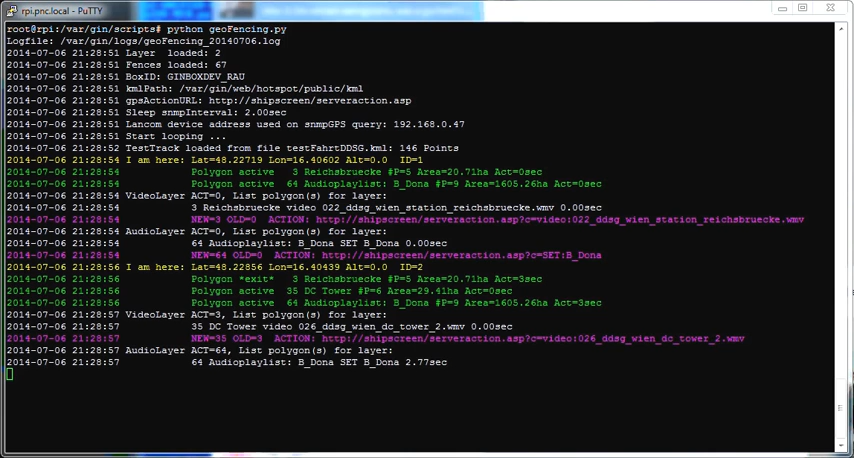 rpi.pnc.local - PuTTY
root@rpi:/var/gin/scripts# python geoFencing.py
Logfile: /var/gin/logs/geoFencing_20140706.log
2014-07-06 21:28:51 Layer  loaded: 2
2014-07-06 21:28:51 Fences loaded: 67
2014-07-06 21:28:51 BoxID: GINBOXDEV_RAU
2014-07-06 21:28:51 kmlPath: /var/gin/web/hotspot/public/kml
2014-07-06 21:28:51 gpsActionURL: http://shipscreen/serveraction.asp
2014-07-06 21:28:51 Sleep snmpInterval: 2.00sec
2014-07-06 21:28:51 Lancom device address used on snmpGPS query: 192.168.0.47
2014-07-06 21:28:51 Start looping ...
2014-07-06 21:28:52 TestTrack loaded from file testFahrtDDSG.kml: 146 Points
2014-07-06 21:28:54 I am here: Lat=48.22719 Lon=16.40602 Alt=0.0  ID=1
2014-07-06 21:28:54 Polygon active   3 Reichsbruecke #P=5 Area=20.71ha Act=0sec
2014-07-06 21:28:54 Polygon active  64 Audioplaylist: B_Dona #P=9 Area=1605.26ha Act=0sec
2014-07-06 21:28:54 VideoLayer ACT=0, List polygon(s) for layer:
2014-07-06 21:28:54 3 Reichsbruecke video 022_ddsg_wien_station_reichsbruecke.wmv 0.00sec
2014-07-06 21:28:54 NEW=3 OLD=0  ACTION: http://shipscreen/serveraction.asp?c=video:022_ddsg_wien_station_reichsbruecke.wmv
2014-07-06 21:28:54 AudioLayer ACT=0, List polygon(s) for layer:
2014-07-06 21:28:54 64 Audioplaylist: B_Dona SET B_Dona 0.00sec
2014-07-06 21:28:54 NEW=64 OLD=0  ACTION: http://shipscreen/serveraction.asp?c=SET:B_Dona
2014-07-06 21:28:56 I am here: Lat=48.22856 Lon=16.40439 Alt=0.0  ID=2
2014-07-06 21:28:56 Polygon *exit*   3 Reichsbruecke #P=5 Area=20.71ha Act=3sec
2014-07-06 21:28:56 Polygon active  35 DC Tower #P=6 Area=29.41ha Act=0sec
2014-07-06 21:28:56 Polygon active  64 Audioplaylist: B_Dona #P=9 Area=1605.26ha Act=3sec
2014-07-06 21:28:57 VideoLayer ACT=3, List polygon(s) for layer:
2014-07-06 21:28:57 35 DC Tower video 026_ddsg_wien_dc_tower_2.wmv 0.00sec
2014-07-06 21:28:57 NEW=35 OLD=3  ACTION: http://shipscreen/serveraction.asp?c=video:026_ddsg_wien_dc_tower_2.wmv
2014-07-06 21:28:57 AudioLayer ACT=64, List polygon(s) for layer:
2014-07-06 21:28:57 64 Audioplaylist: B_Dona SET B_Dona 2.77sec